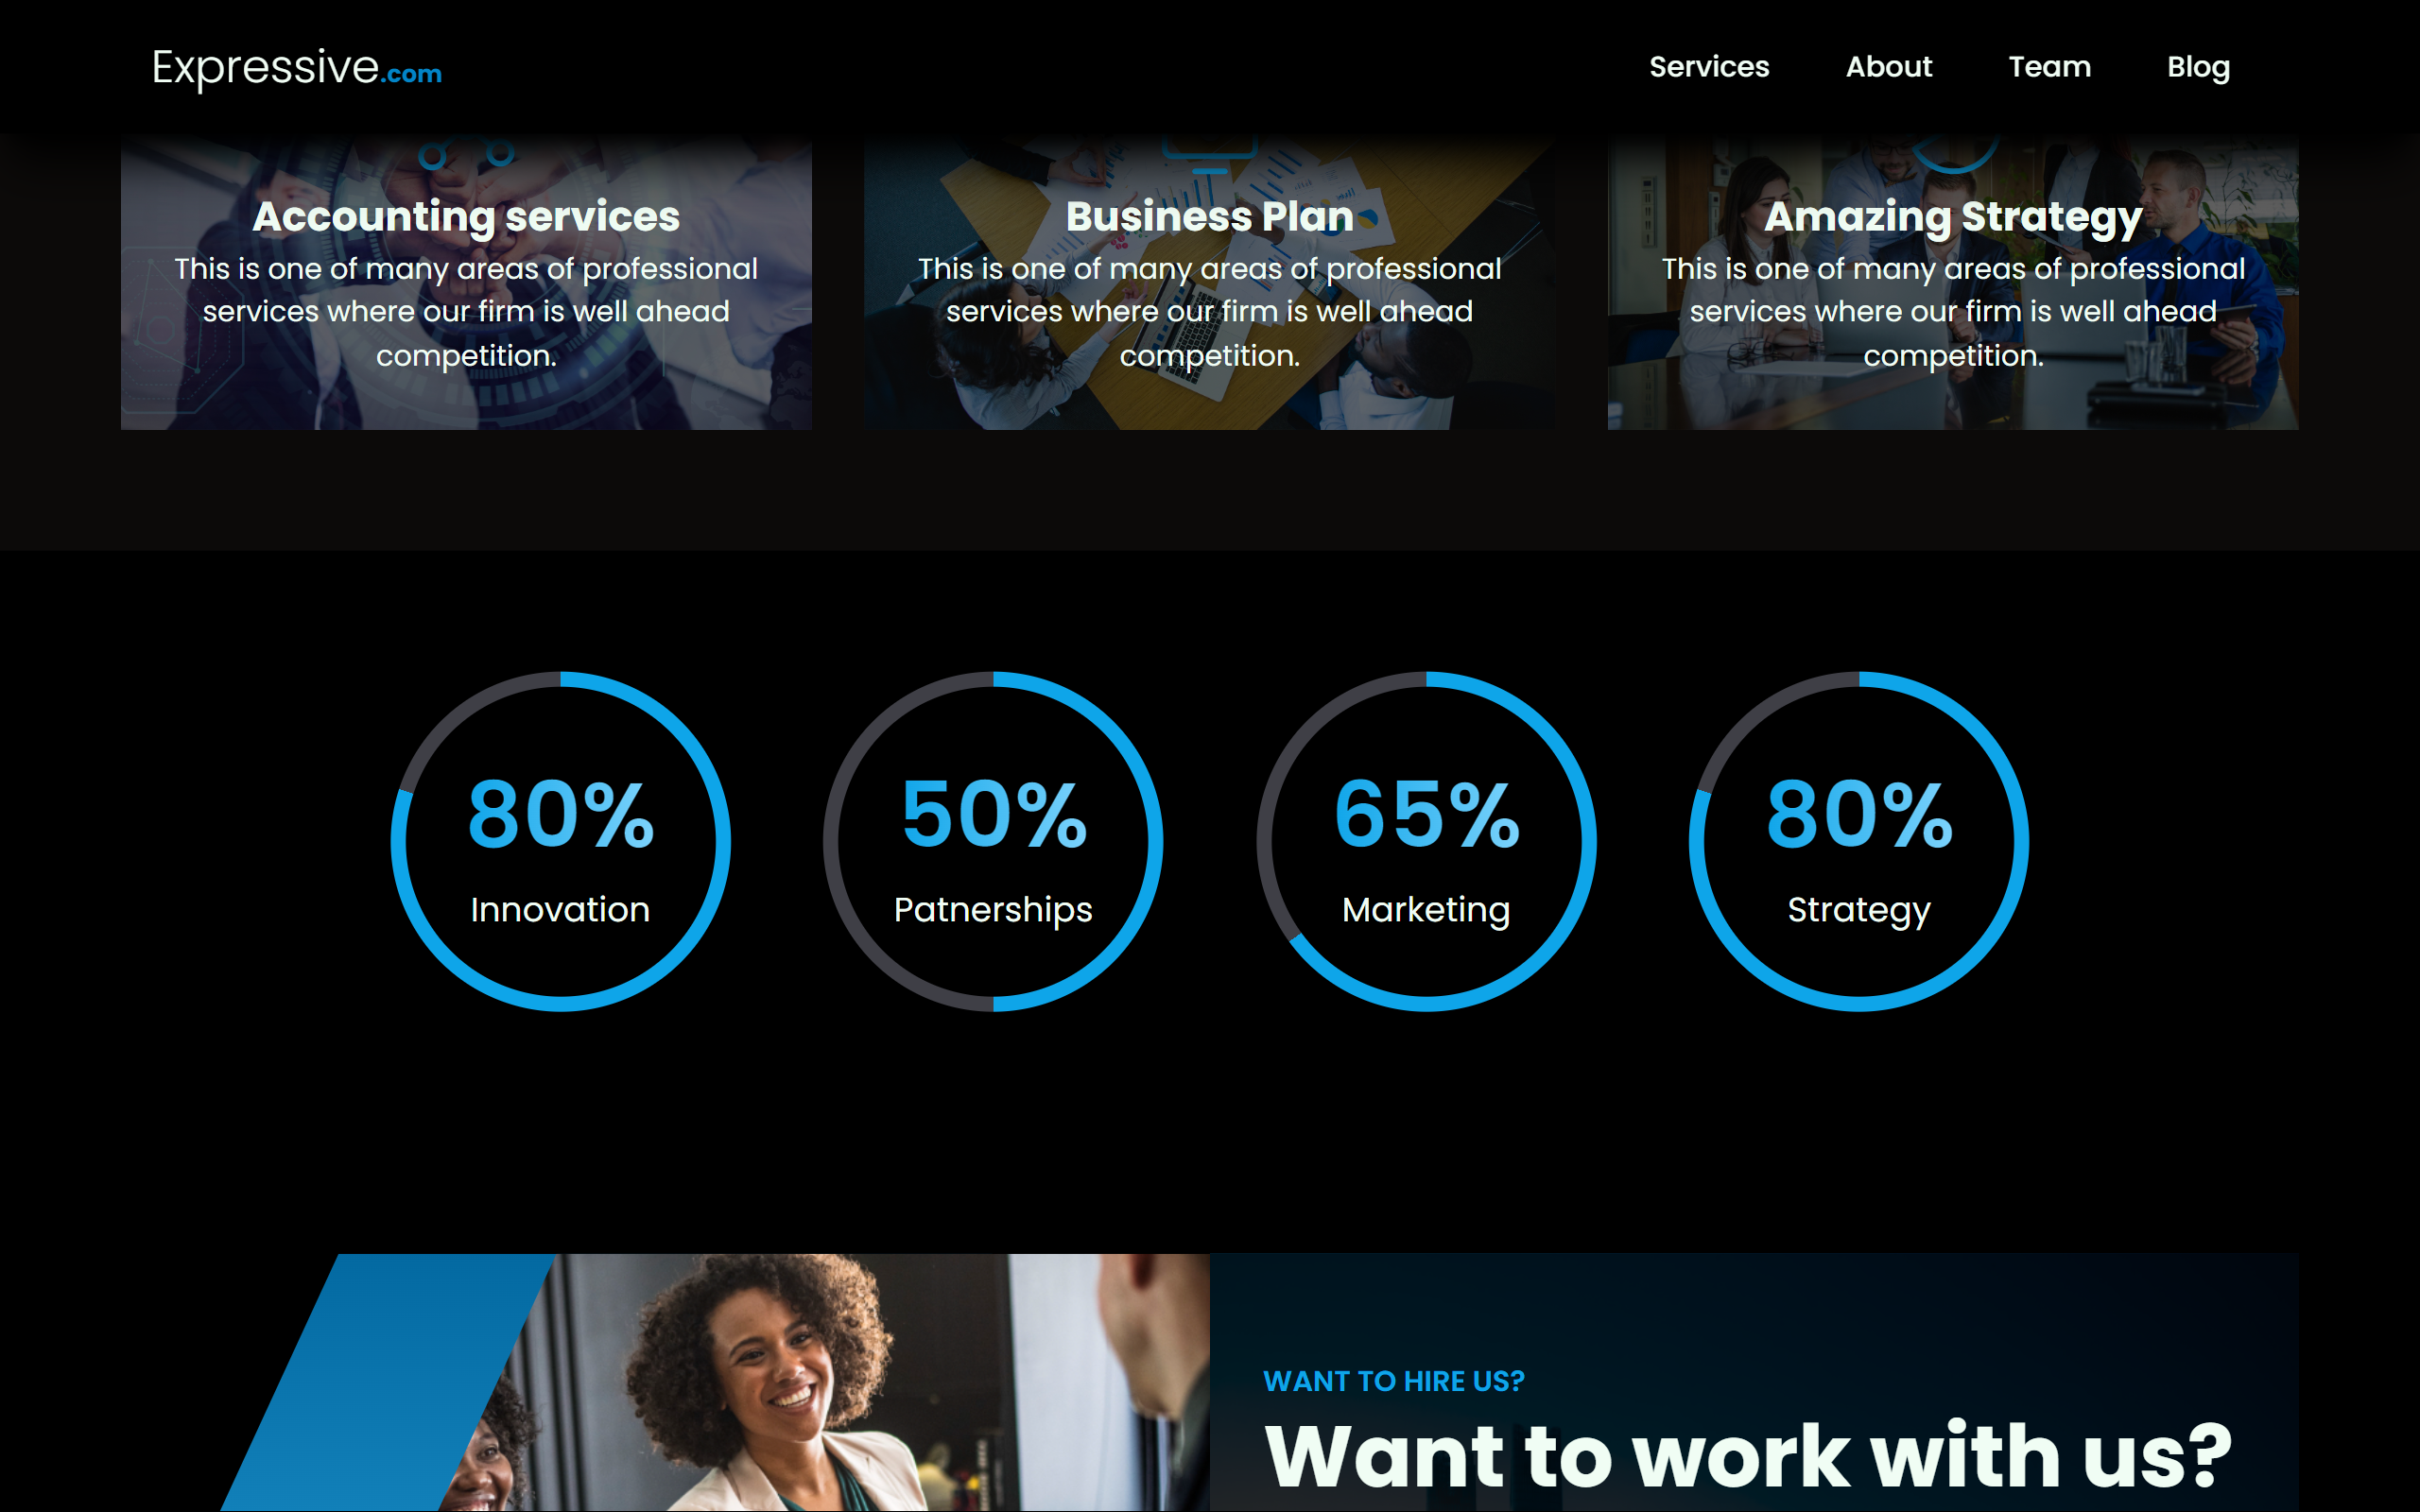 Expressive.com
Services About Team Blog
Accounting services
This is one of many areas of professional
services where our firm is well ahead
competition.
Business Plan
This is one of many areas of professional
services where our firm is well ahead
competition.
Amazing Strategy
This is one of many areas of professional
services where our firm is well ahead
competition.
80%
Innovation
50%
Patnerships
65%
Marketing
80%
Strategy
WANT TO HIRE US?
Want to work with us?